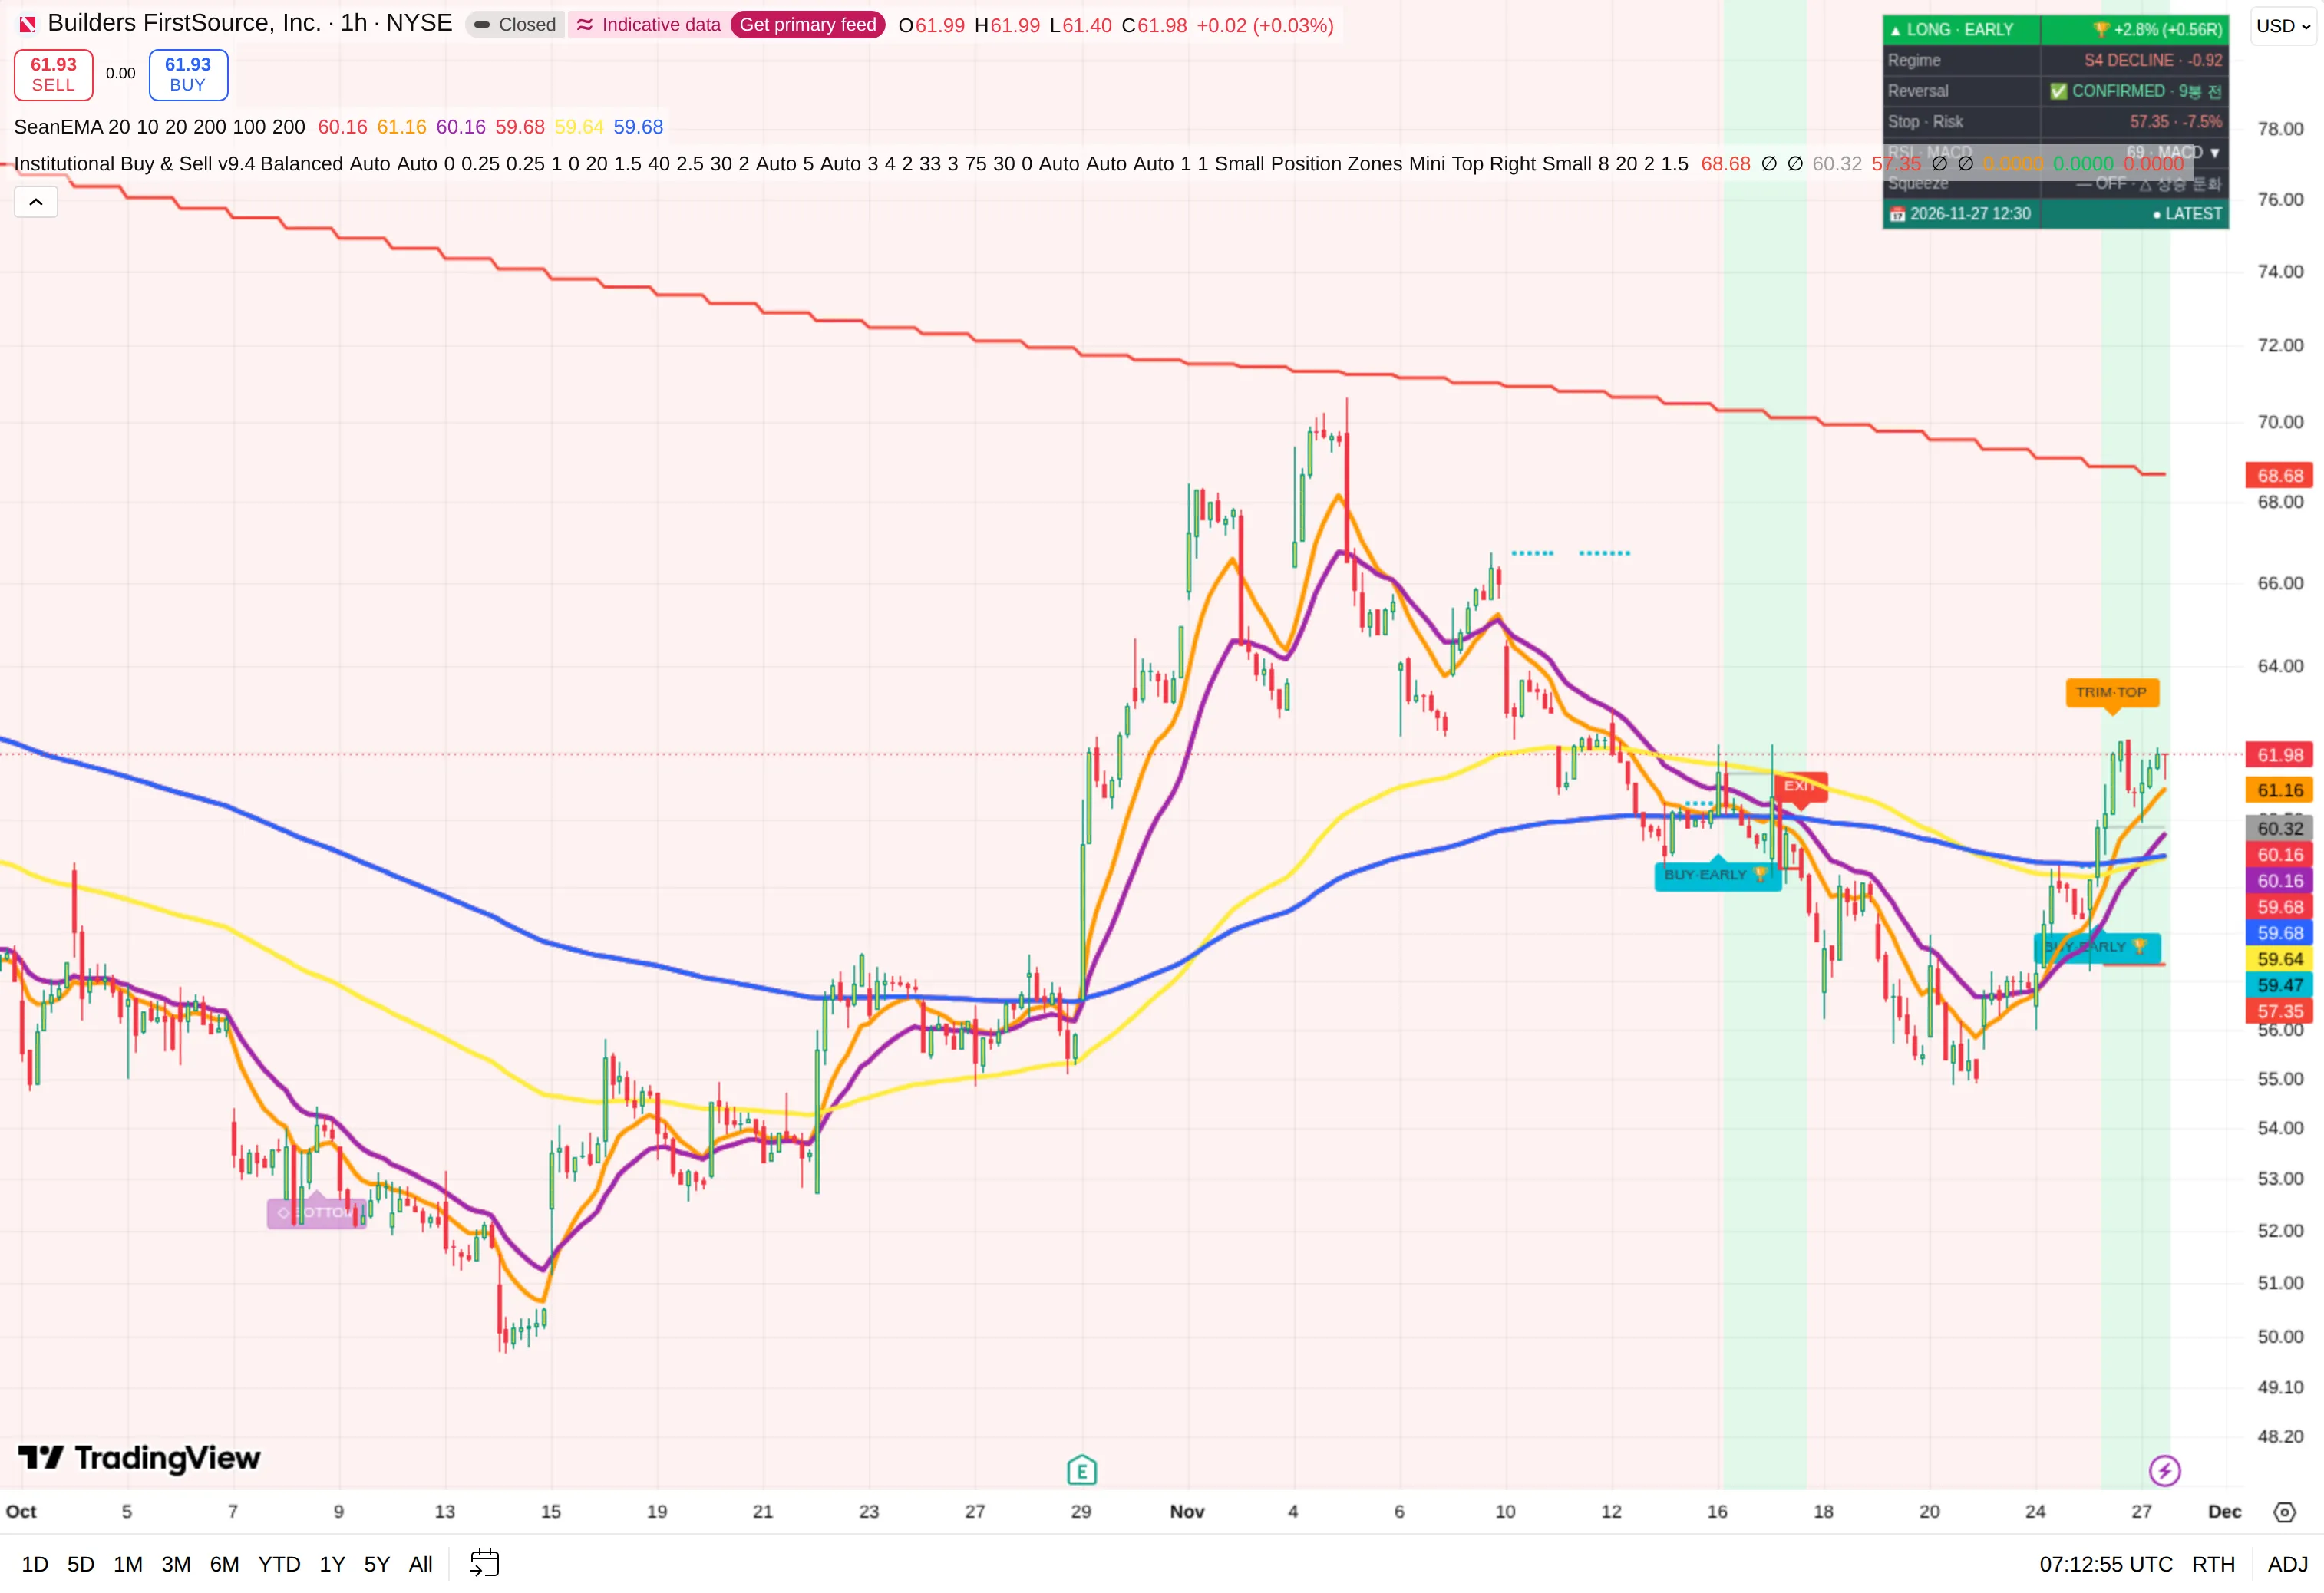 Builders FirstSource, Inc. · 1h · NYSE Closed Indicative data Get primary feed O61.99 H61.99 L61.40 C61.98 +0.02 (+0.03%)
61.93 SELL
0.00
61.93 BUY
SeanEMA 20 10 20 200 100 200 60.16 61.16 60.16 59.68 59.64 59.68
Institutional Buy & Sell v9.4 Balanced Auto Auto 0 0.25 0.25 1 0 20 1.5 40 2.5 30 2 Auto 5 Auto 3 4 2 33 3 75 30 0 Auto Auto Auto 1 1 Small Position Zones Mini Top Right Small 8 20 2 1.5 68.68 ∅ ∅ 60.32 57.35 ∅ ∅ 0.0000 0.0000 0.0000
▲ LONG · EARLY 🏆 +2.8% (+0.56R)
Regime S4 DECLINE · -0.92
Reversal ✅ CONFIRMED · 9봉 전
Stop · Risk 57.35 · -7.5%
RSI · MACD 69 · MACD ▼
Squeeze — OFF · △ 상승 둔화
📅 2026-11-27 12:30 ● LATEST
USD
78.00
76.00
74.00
72.00
70.00
68.68
68.00
66.00
64.00
TRIM·TOP
61.98
EXIT
61.16
60.32
60.16
BUY·EARLY 🏆
60.16
59.68
59.68
BUY·EARLY 🏆
59.64
59.47
57.35
56.00
55.00
54.00
53.00
52.00
51.00
50.00
49.10
48.20
TradingView
E
Oct 5 7 9 13 15 19 21 23 27 29 Nov 4 6 10 12 16 18 20 24 27 Dec
1D 5D 1M 3M 6M YTD 1Y 5Y All 07:12:55 UTC RTH ADJ